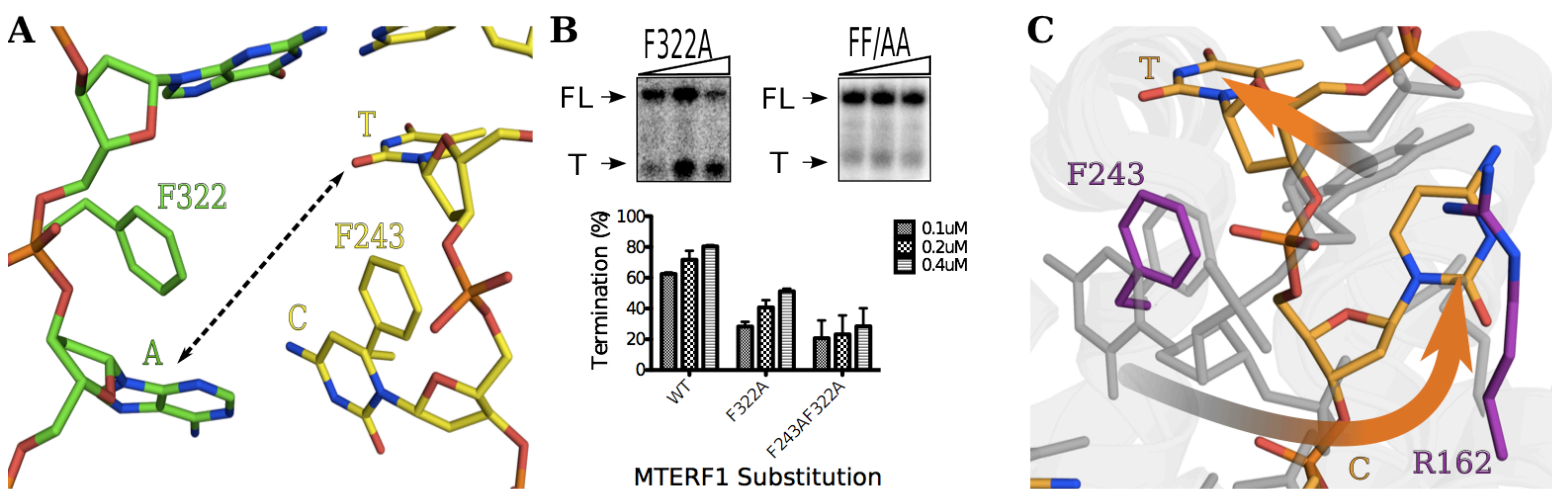 A
F322
A
T
F243
C
B
F322A
FF/AA
FL
T
FL
T
Termination (%)
100
80
60
40
20
0
0.1uM
0.2uM
0.4uM
WT
F322A
F243AF322A
MTERF1 Substitution
C
T
F243
C
R162